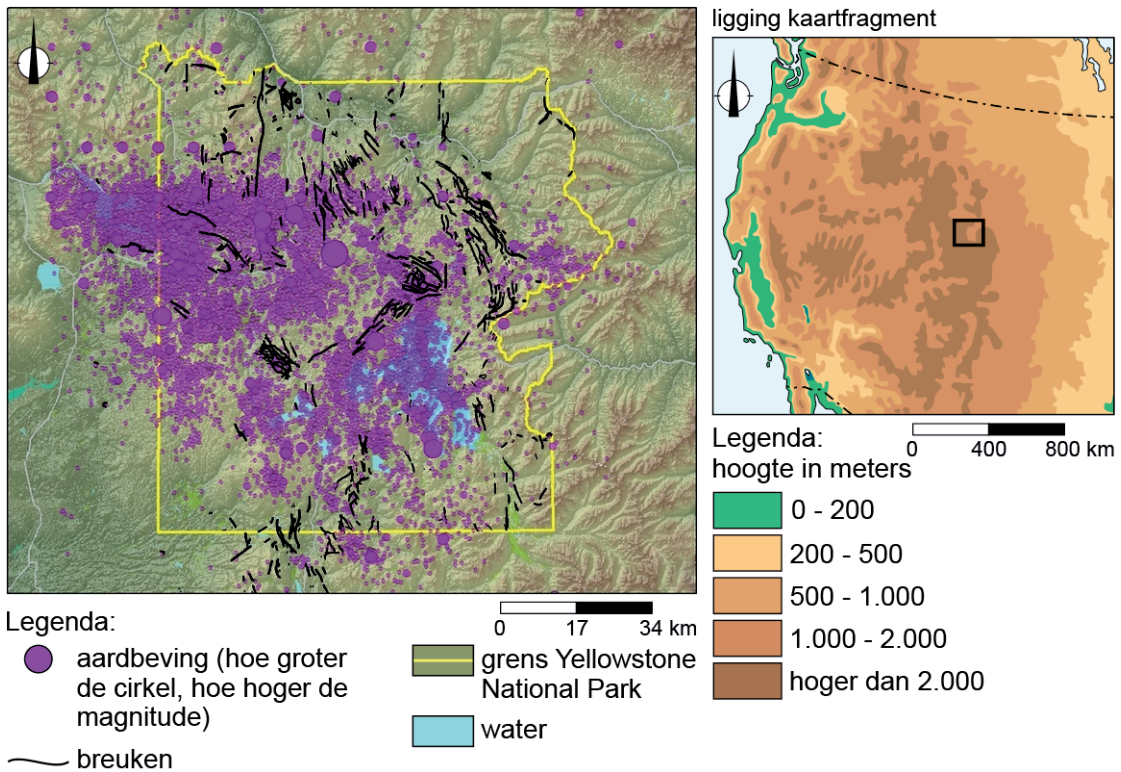 ligging kaartfragment
Legenda:
0 17 34 km
aardbeving (hoe groter
de cirkel, hoe hoger de
magnitude)
breuken
grens Yellowstone
National Park
water
0 400 800 km
Legenda:
hoogte in meters
0 - 200
200 - 500
500 - 1.000
1.000 - 2.000
hoger dan 2.000